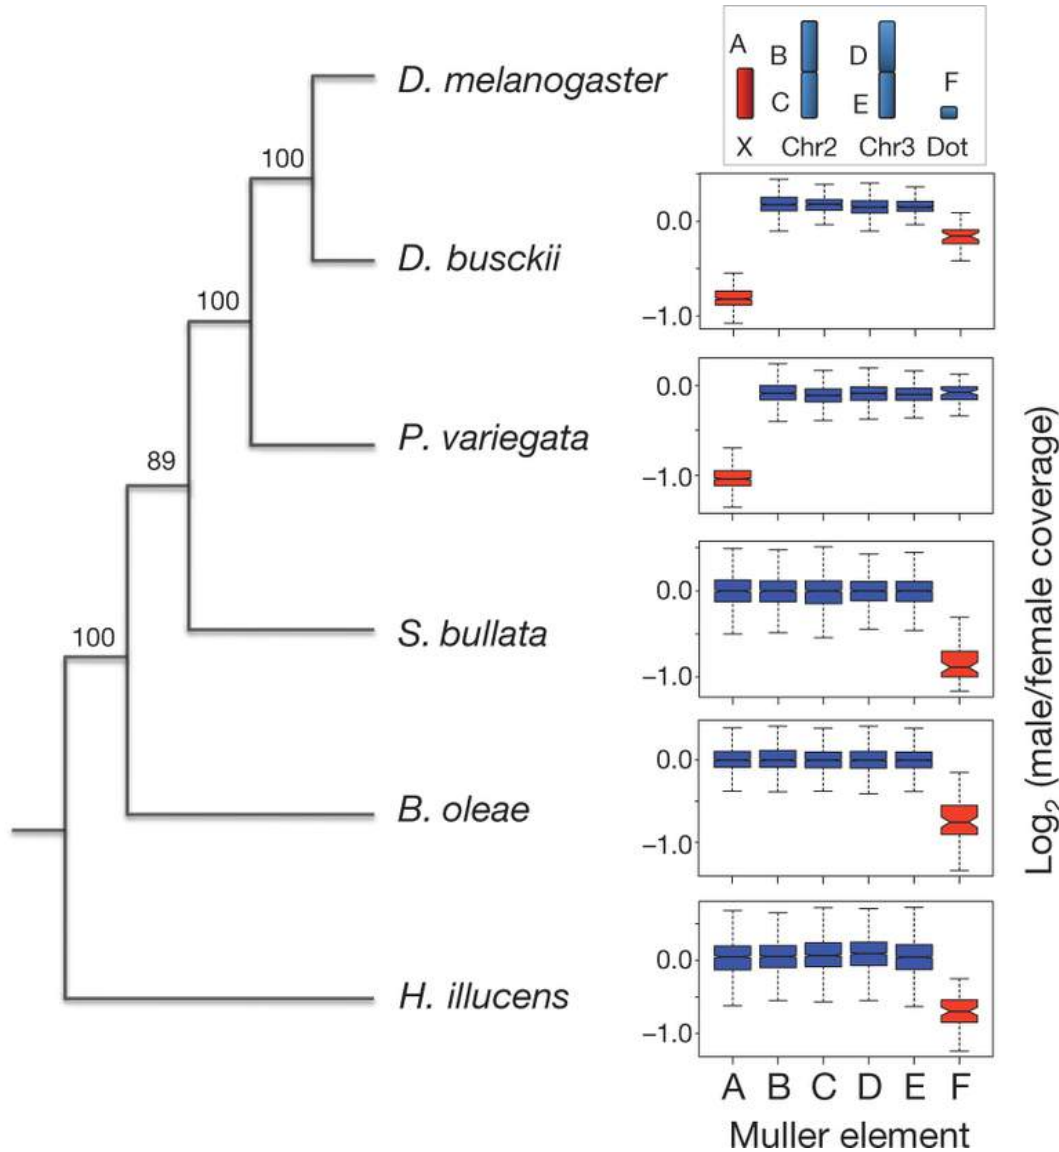 D. melanogaster
D. busckii
P. variegata
S. bullata
B. oleae
H. illucens
100
100
89
100
A B D F
C E
X Chr2 Chr3 Dot
0.0
−1.0
0.0
−1.0
0.0
−1.0
0.0
−1.0
0.0
−1.0
A B C D E F
Muller element
Log2 (male/female coverage)